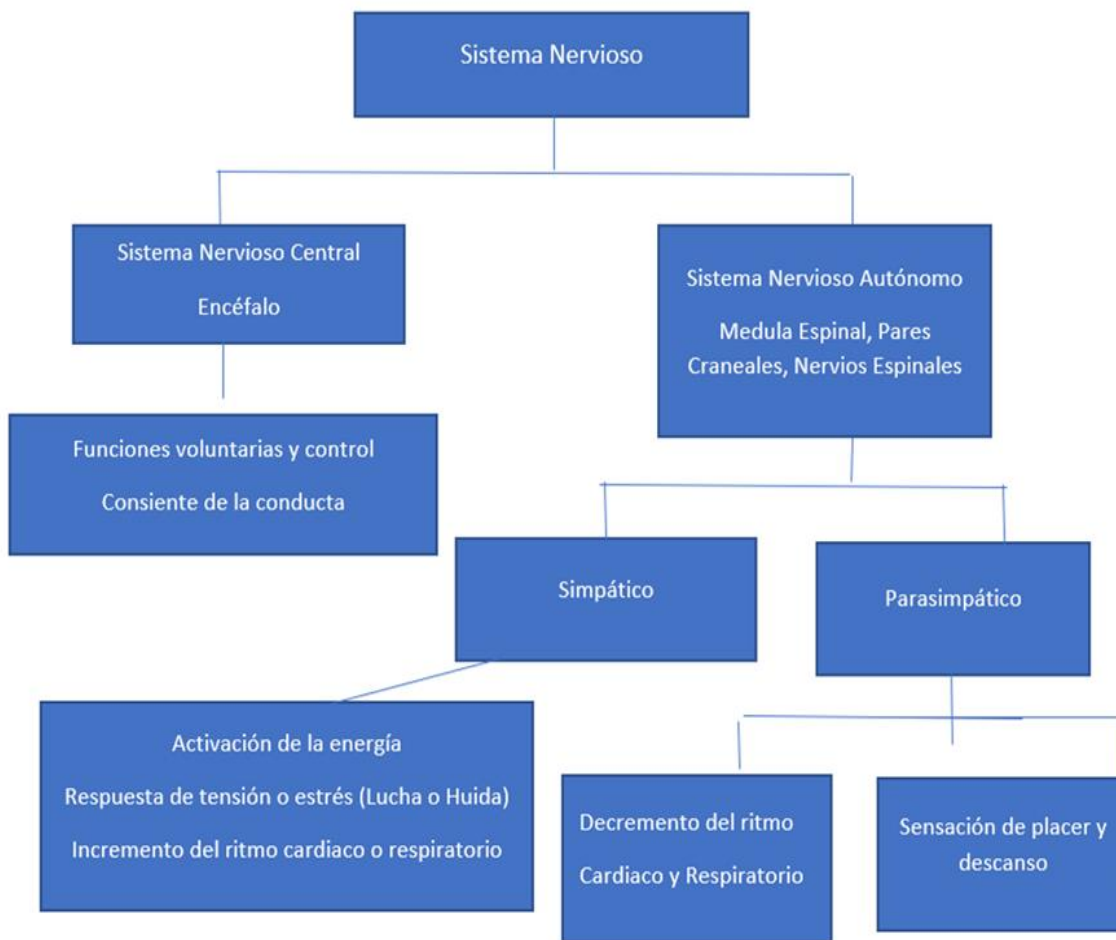 Sistema Nervioso
Sistema Nervioso Central
Encéfalo
Sistema Nervioso Autónomo
Medula Espinal, Pares
Craneales, Nervios Espinales
Funciones voluntarias y control
Consiente de la conducta
Simpático
Parasimpático
Activación de la energía
Respuesta de tensión o estrés (Lucha o Huida)
Incremento del ritmo cardiaco o respiratorio
Decremento del ritmo
Cardiaco y Respiratorio
Sensación de placer y
descanso